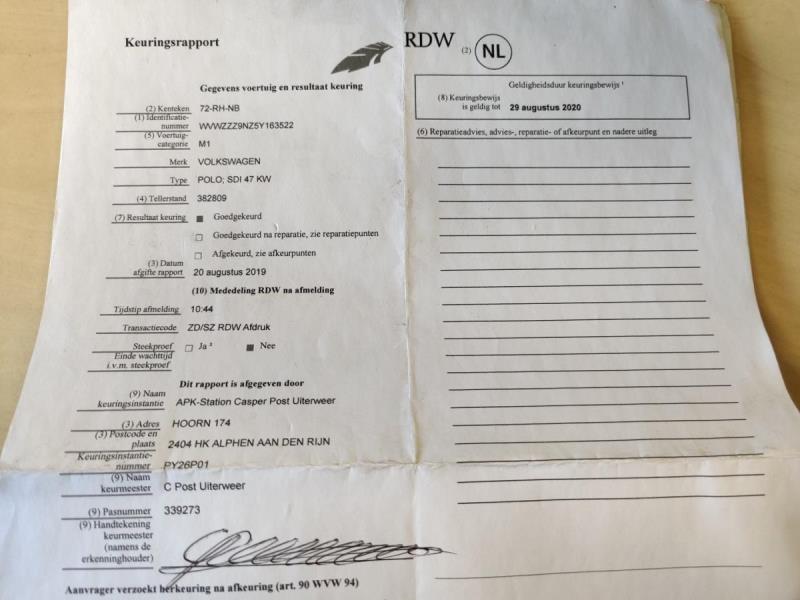 Keuringsrapport
RDW (2) NL
Gegevens voertuig en resultaat keuring
(2) Kenteken 72-RH-NB
(1) Identificatie-
nummer WVWZZZ9NZ5Y163522
(5) Voertuig-
categorie M1
Merk VOLKSWAGEN
Type POLO; SDI 47 KW
(4) Tellerstand 382809
(7) Resultaat keuring Goedgekeurd
Goedgekeurd na reparatie, zie reparatiepunten
Afgekeurd, zie afkeurpunten
(3) Datum
afgifte rapport 20 augustus 2019
(10) Mededeling RDW na afmelding
Tijdstip afmelding 10:44
Transactiecode ZD/SZ RDW Afdruk
Steekproef Ja ² Nee
Einde wachttijd
i.v.m. steekproef
Dit rapport is afgegeven door
(9) Naam
keuringsinstantie APK-Station Casper Post Uiterweer
(3) Adres HOORN 174
(3) Postcode en
plaats 2404 HK ALPHEN AAN DEN RIJN
Keuringsinstantie-
nummer PY26P01
(9) Naam
keurmeester C Post Uiterweer
(9) Pasnummer 339273
(9) Handtekening
keurmeester
(namens de
erkenninghouder)
Aanvrager verzoekt herkeuring na afkeuring (art. 90 WVW 94)
Geldigheidsduur keuringsbewijs ¹
(8) Keuringsbewijs
is geldig tot 29 augustus 2020
(6) Reparatieadvies, advies-, reparatie- of afkeurpunt en nadere uitleg